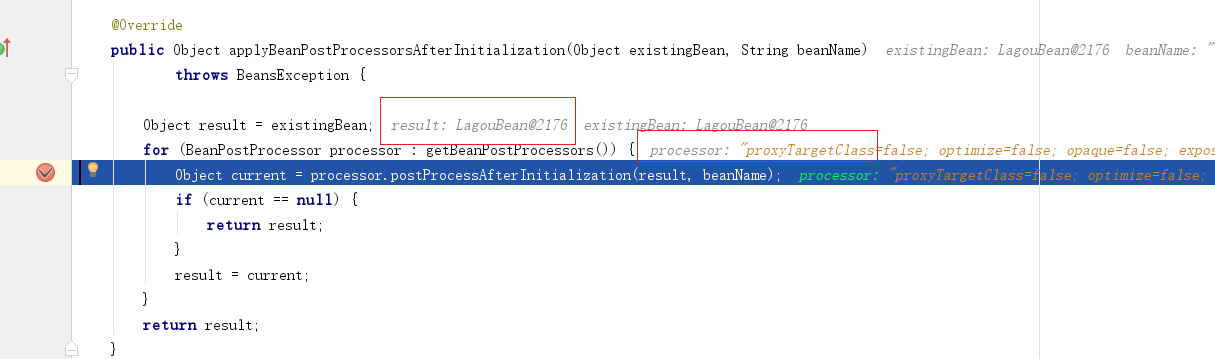 @Override
public Object applyBeanPostProcessorsAfterInitialization(Object existingBean, String beanName)  existingBean: LagouBean@2176  beanName: "
throws BeansException {
Object result = existingBean;  result: LagouBean@2176  existingBean: LagouBean@2176
for (BeanPostProcessor processor : getBeanPostProcessors()) {  processor: "proxyTargetClass=false; optimize=false; opaque=false; expos
Object current = processor.postProcessAfterInitialization(result, beanName);  processor: "proxyTargetClass=false; optimize=false;
if (current == null) {
return result;
}
result = current;
}
return result;
}